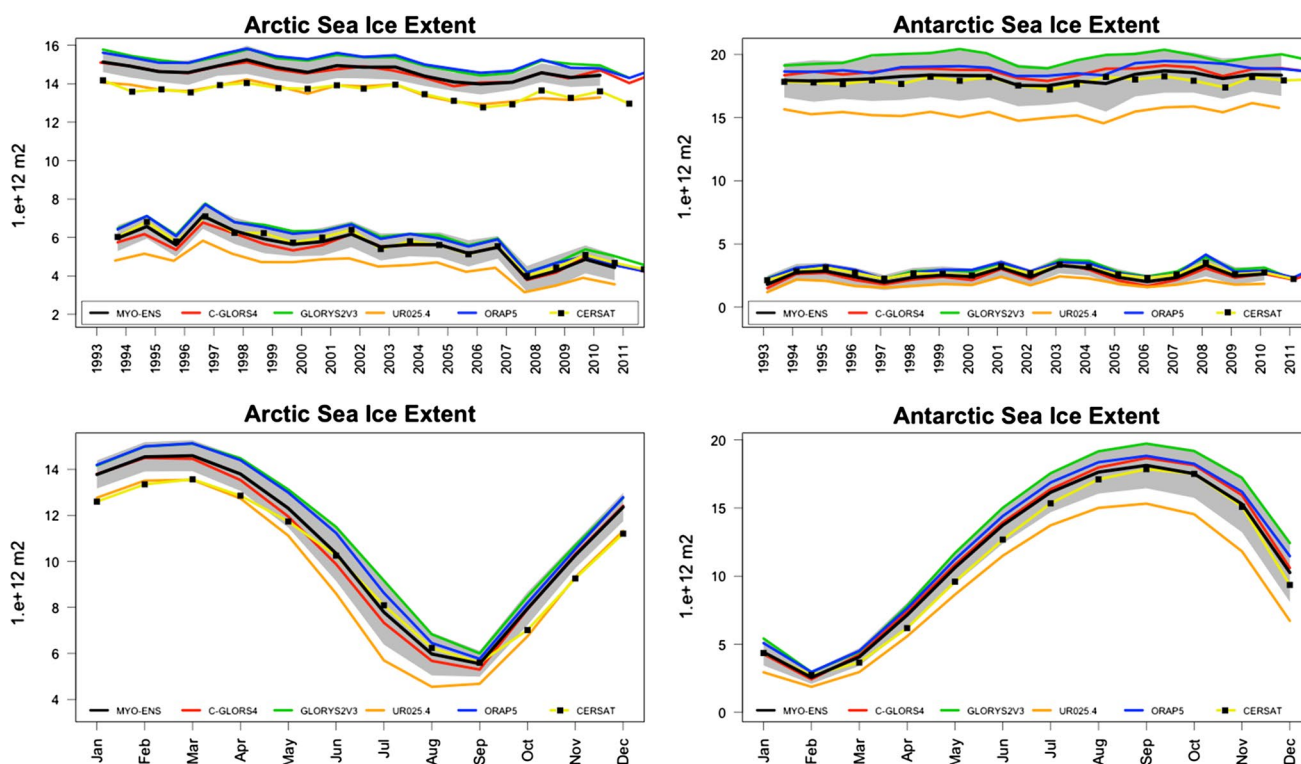 Arctic Sea Ice Extent
1.e+12 m2
16
14
12
10
8
6
4
2
MYO-ENS C-GLORS4 GLORYS2V3 UR025.4 ORAP5 CERSAT
1993 1994 1995 1996 1997 1998 1999 2000 2001 2002 2003 2004 2005 2006 2007 2008 2009 2010 2011
Antarctic Sea Ice Extent
1.e+12 m2
20
15
10
5
0
MYO-ENS C-GLORS4 GLORYS2V3 UR025.4 ORAP5 CERSAT
1993 1994 1995 1996 1997 1998 1999 2000 2001 2002 2003 2004 2005 2006 2007 2008 2009 2010 2011
Arctic Sea Ice Extent
1.e+12 m2
14
12
10
8
6
4
MYO-ENS C-GLORS4 GLORYS2V3 UR025.4 ORAP5 CERSAT
Jan Feb Mar Apr May Jun Jul Aug Sep Oct Nov Dec
Antarctic Sea Ice Extent
1.e+12 m2
20
15
10
5
0
MYO-ENS C-GLORS4 GLORYS2V3 UR025.4 ORAP5 CERSAT
Jan Feb Mar Apr May Jun Jul Aug Sep Oct Nov Dec